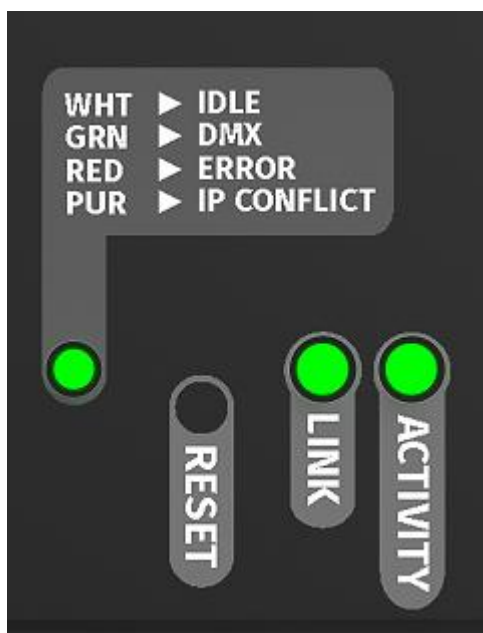 WHT ▶ IDLE
GRN ▶ DMX
RED ▶ ERROR
PUR ▶ IP CONFLICT
RESET
LINK
ACTIVITY